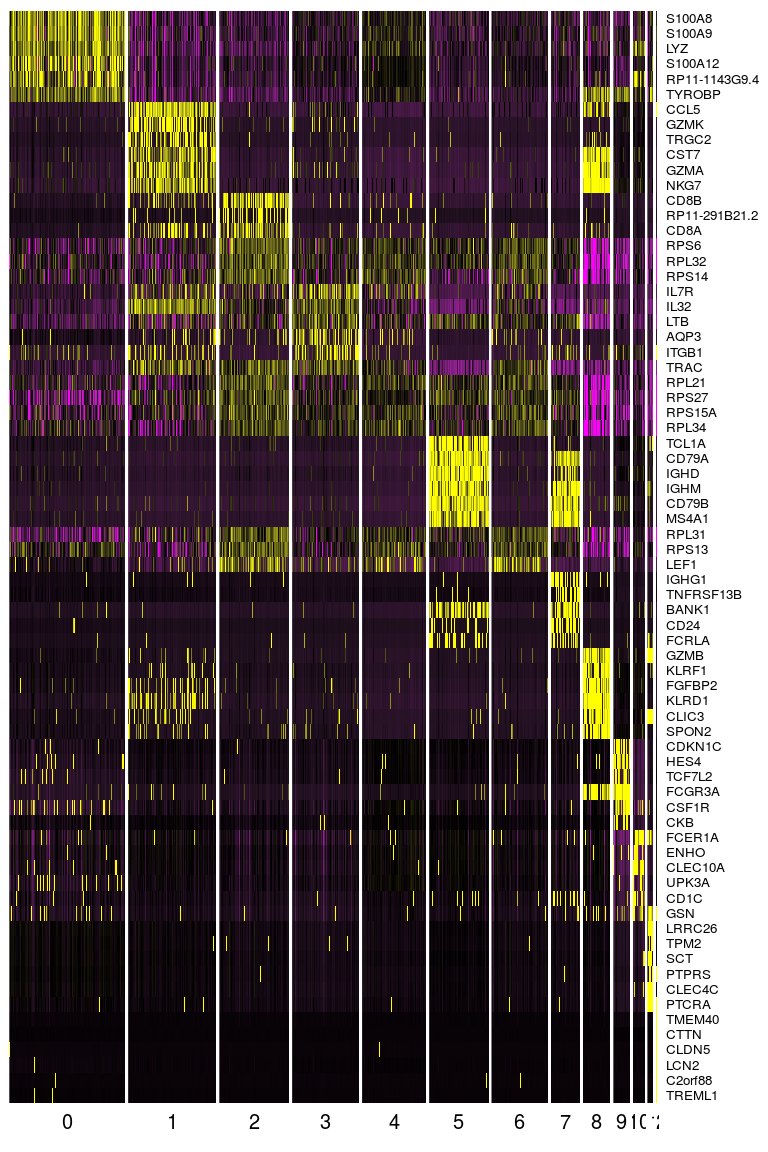 S100A8
S100A9
LYZ
S100A12
RP11-1143G9.4
TYROBP
CCL5
GZMK
TRGC2
CST7
GZMA
NKG7
CD8B
RP11-291B21.2
CD8A
RPS6
RPL32
RPS14
IL7R
IL32
LTB
AQP3
ITGB1
TRAC
RPL21
RPS27
RPS15A
RPL34
TCL1A
CD79A
IGHD
IGHM
CD79B
MS4A1
RPL31
RPS13
LEF1
IGHG1
TNFRSF13B
BANK1
CD24
FCRLA
GZMB
KLRF1
FGFBP2
KLRD1
CLIC3
SPON2
CDKN1C
HES4
TCF7L2
FCGR3A
CSF1R
CKB
FCER1A
ENHO
CLEC10A
UPK3A
CD1C
GSN
LRRC26
TPM2
SCT
PTPRS
CLEC4C
PTCRA
TMEM40
CTTN
CLDN5
LCN2
C2orf88
TREML1
0 1 2 3 4 5 6 7 8 9